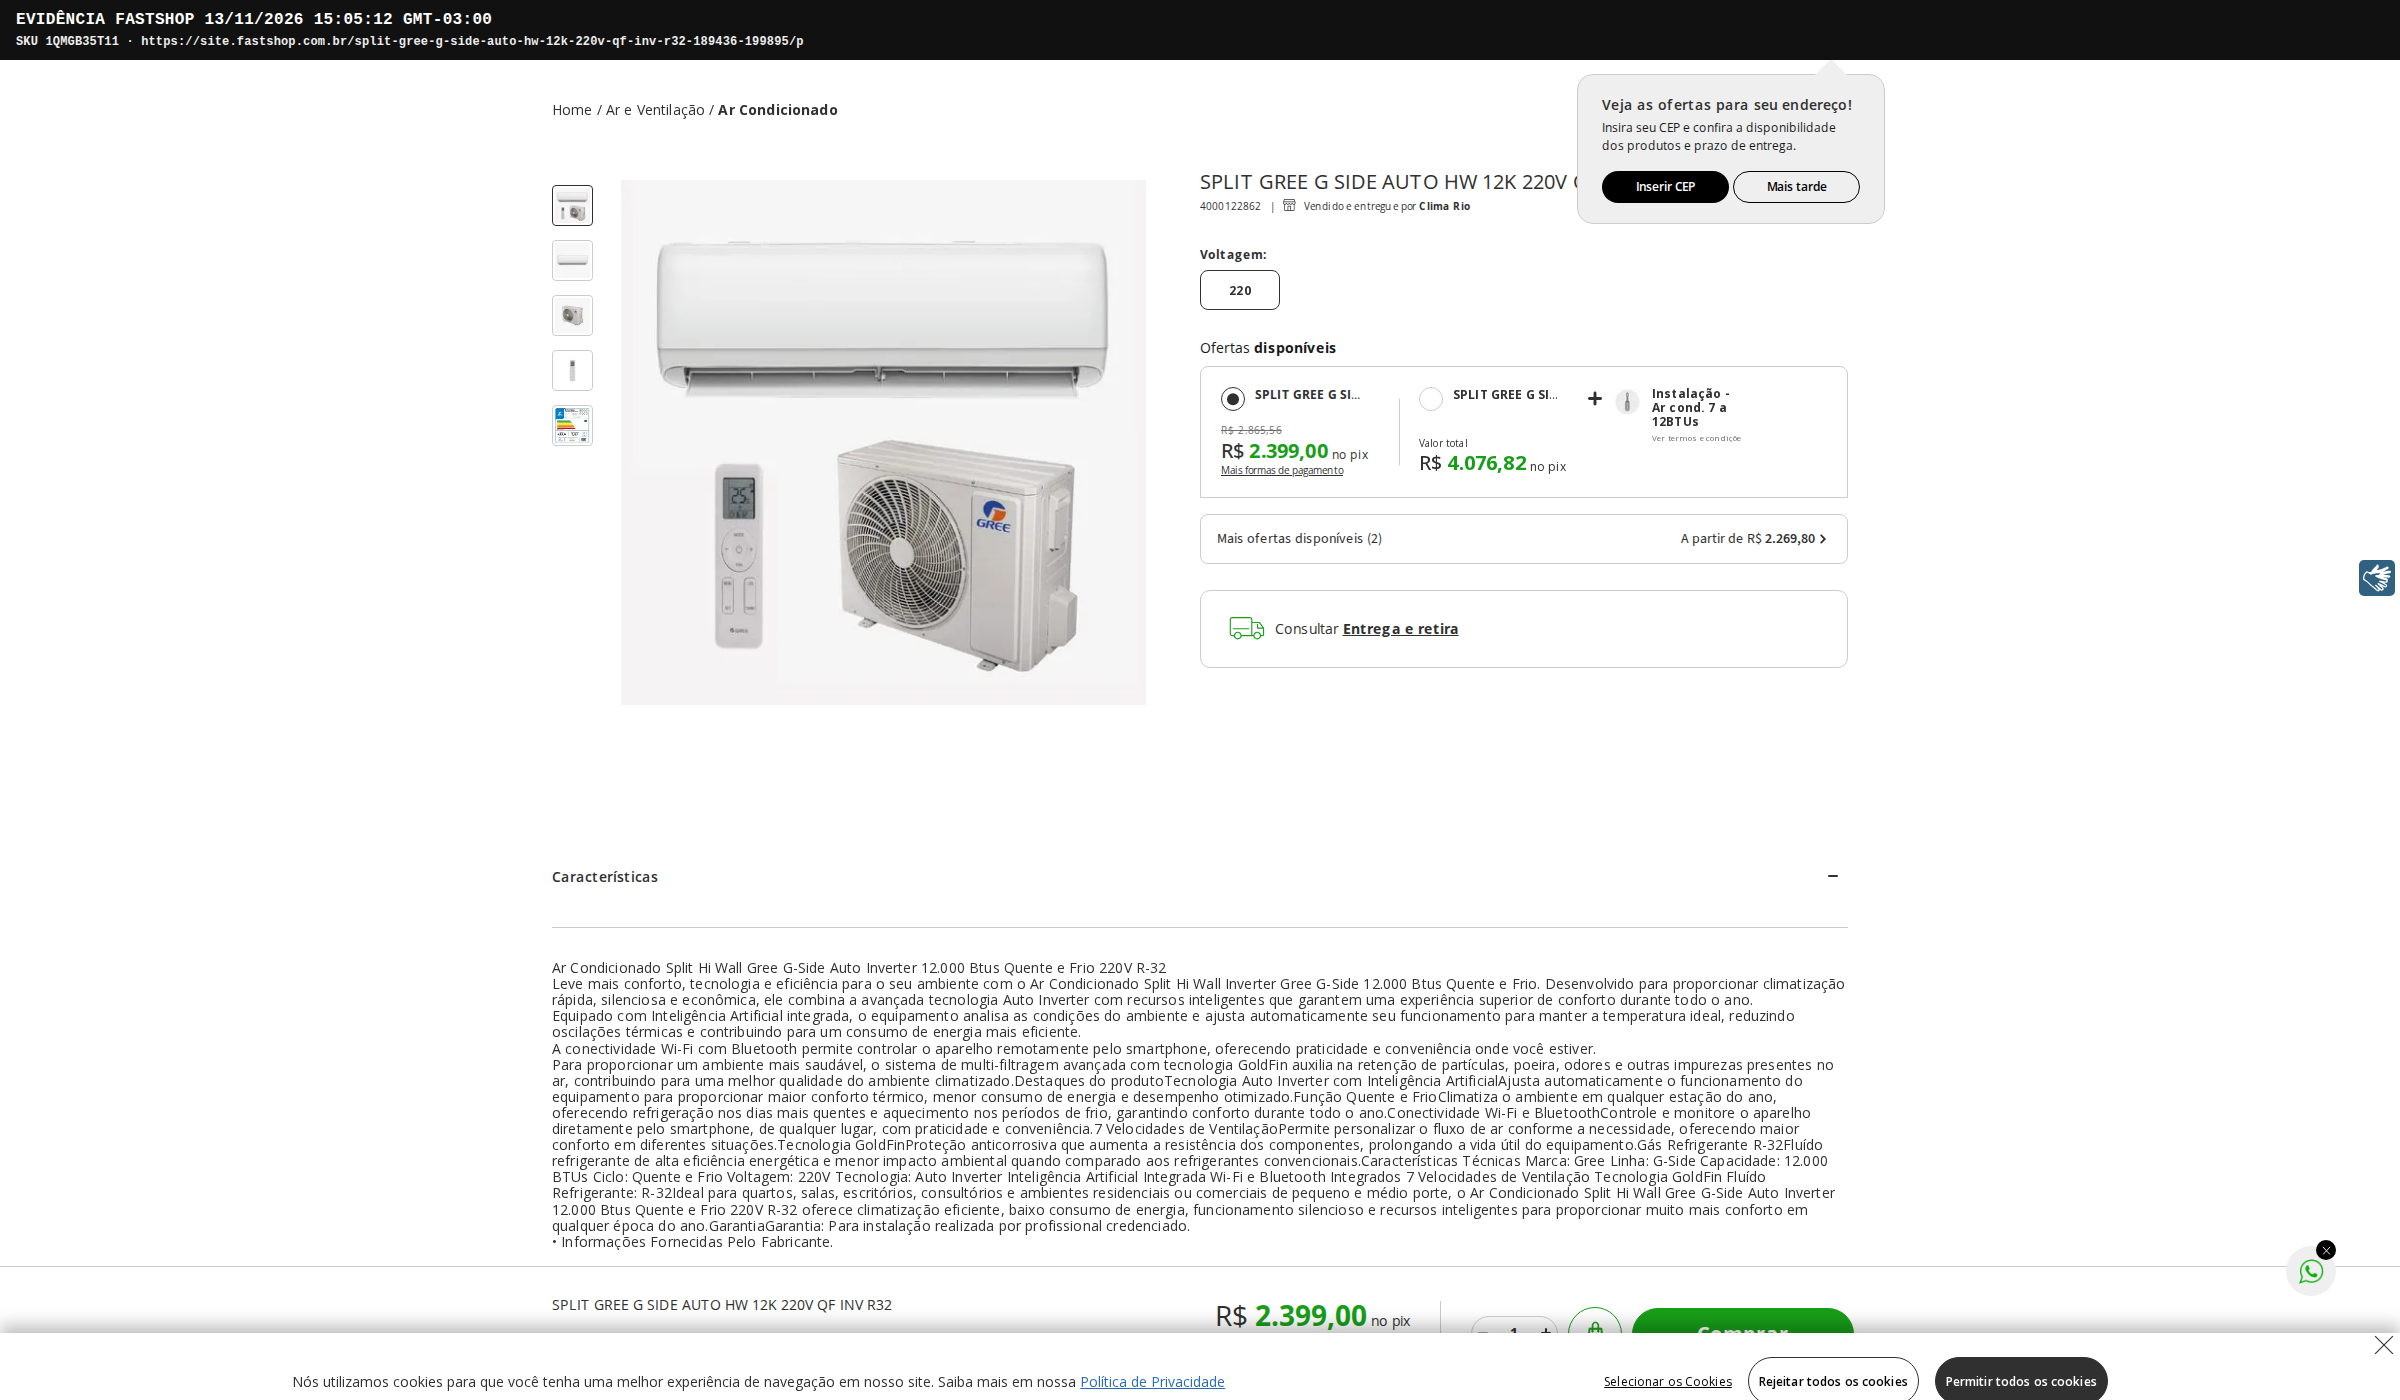 EVIDÊNCIA FASTSHOP 13/11/2026 15:05:12 GMT-03:00
SKU 1QMGB35T11 · https://site.fastshop.com.br/split-gree-g-side-auto-hw-12k-220v-qf-inv-r32-189436-199895/p
Veja as ofertas para seu endereço!
Insira seu CEP e confira a disponibilidade
dos produtos e prazo de entrega.
Inserir CEP
Mais tarde
Home / Ar e Ventilação / Ar Condicionado
SPLIT GREE G SIDE AUTO HW 12K 220V
4000122862 | Vendido e entregue por Clima Rio
Voltagem:
220
Ofertas disponíveis
SPLIT GREE G SI...
R$ 2.865,56
R$ 2.399,00 no pix
Mais formas de pagamento
SPLIT GREE G SI...
Valor total
R$ 4.076,82 no pix
+
Instalação -
Ar cond. 7 a
12BTUs
Ver termos e condiçõe
Mais ofertas disponíveis (2)
A partir de R$ 2.269,80
Consultar Entrega e retira
25
GREE
GREE
Características
Ar Condicionado Split Hi Wall Gree G-Side Auto Inverter 12.000 Btus Quente e Frio 220V R-32
Leve mais conforto, tecnologia e eficiência para o seu ambiente com o Ar Condicionado Split Hi Wall Inverter Gree G-Side 12.000 Btus Quente e Frio. Desenvolvido para proporcionar climatização
rápida, silenciosa e econômica, ele combina a avançada tecnologia Auto Inverter com recursos inteligentes que garantem uma experiência superior de conforto durante todo o ano.
Equipado com Inteligência Artificial integrada, o equipamento analisa as condições do ambiente e ajusta automaticamente seu funcionamento para manter a temperatura ideal, reduzindo
oscilações térmicas e contribuindo para um consumo de energia mais eficiente.
A conectividade Wi-Fi com Bluetooth permite controlar o aparelho remotamente pelo smartphone, oferecendo praticidade e conveniência onde você estiver.
Para proporcionar um ambiente mais saudável, o sistema de multi-filtragem avançada com tecnologia GoldFin auxilia na retenção de partículas, poeira, odores e outras impurezas presentes no
ar, contribuindo para uma melhor qualidade do ambiente climatizado.Destaques do produtoTecnologia Auto Inverter com Inteligência ArtificialAjusta automaticamente o funcionamento do
equipamento para proporcionar maior conforto térmico, menor consumo de energia e desempenho otimizado.Função Quente e FrioClimatiza o ambiente em qualquer estação do ano,
oferecendo refrigeração nos dias mais quentes e aquecimento nos períodos de frio, garantindo conforto durante todo o ano.Conectividade Wi-Fi e BluetoothControle e monitore o aparelho
diretamente pelo smartphone, de qualquer lugar, com praticidade e conveniência.7 Velocidades de VentilaçãoPermite personalizar o fluxo de ar conforme a necessidade, oferecendo maior
conforto em diferentes situações.Tecnologia GoldFinProteção anticorrosiva que aumenta a resistência dos componentes, prolongando a vida útil do equipamento.Gás Refrigerante R-32Fluído
refrigerante de alta eficiência energética e menor impacto ambiental quando comparado aos refrigerantes convencionais.Características Técnicas Marca: Gree Linha: G-Side Capacidade: 12.000
BTUs Ciclo: Quente e Frio Voltagem: 220V Tecnologia: Auto Inverter Inteligência Artificial Integrada Wi-Fi e Bluetooth Integrados 7 Velocidades de Ventilação Tecnologia GoldFin Fluído
Refrigerante: R-32Ideal para quartos, salas, escritórios, consultórios e ambientes residenciais ou comerciais de pequeno e médio porte, o Ar Condicionado Split Hi Wall Gree G-Side Auto Inverter
12.000 Btus Quente e Frio 220V R-32 oferece climatização eficiente, baixo consumo de energia, funcionamento silencioso e recursos inteligentes para proporcionar muito mais conforto em
qualquer época do ano.GarantiaGarantia: Para instalação realizada por profissional credenciado.
• Informações Fornecidas Pelo Fabricante.
SPLIT GREE G SIDE AUTO HW 12K 220V QF INV R32
R$ 2.399,00 no pix
1
Comprar
Nós utilizamos cookies para que você tenha uma melhor experiência de navegação em nosso site. Saiba mais em nossa Política de Privacidade
Selecionar os Cookies
Rejeitar todos os cookies
Permitir todos os cookies